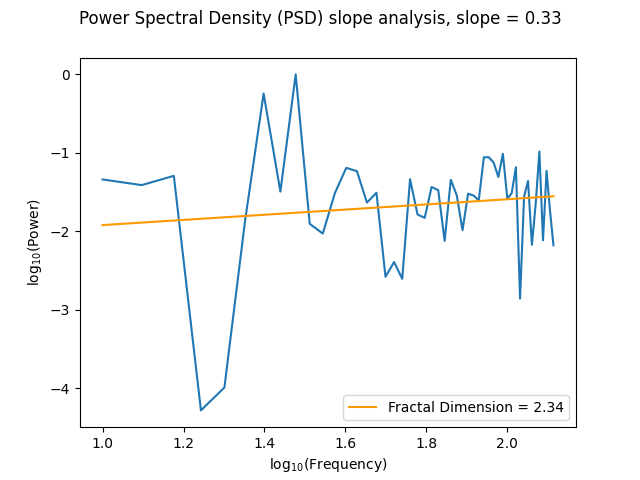 Power Spectral Density (PSD) slope analysis, slope = 0.33
0
−1
−2
−3
−4
log₁₀(Power)
Fractal Dimension = 2.34
1.0 1.2 1.4 1.6 1.8 2.0
log₁₀(Frequency)